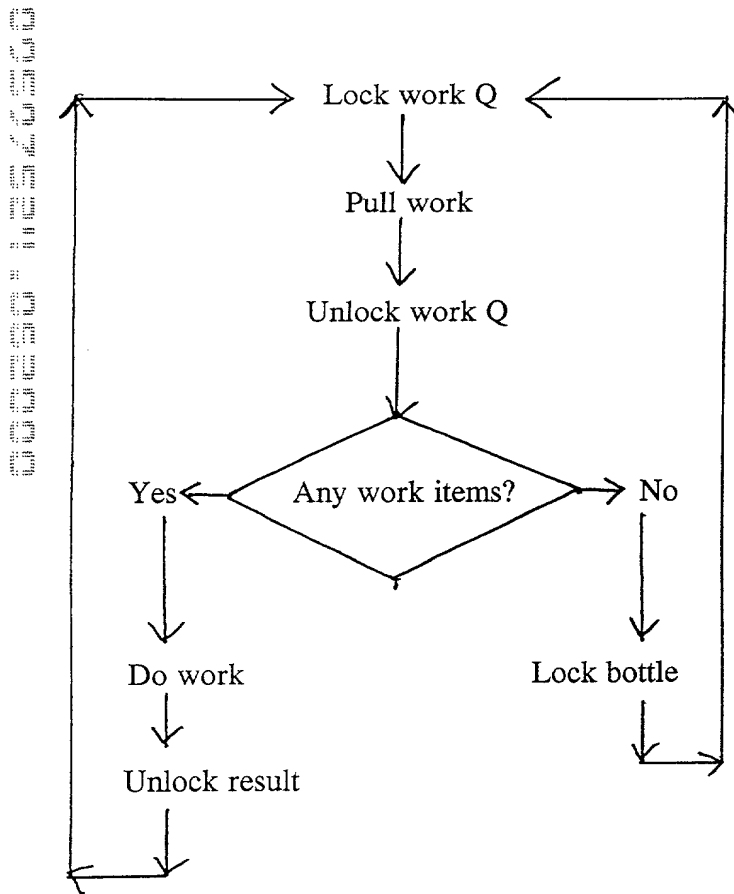 Lock work Q
Pull work
Unlock work Q
Any work items?
Yes
No
Do work
Lock bottle
Unlock result